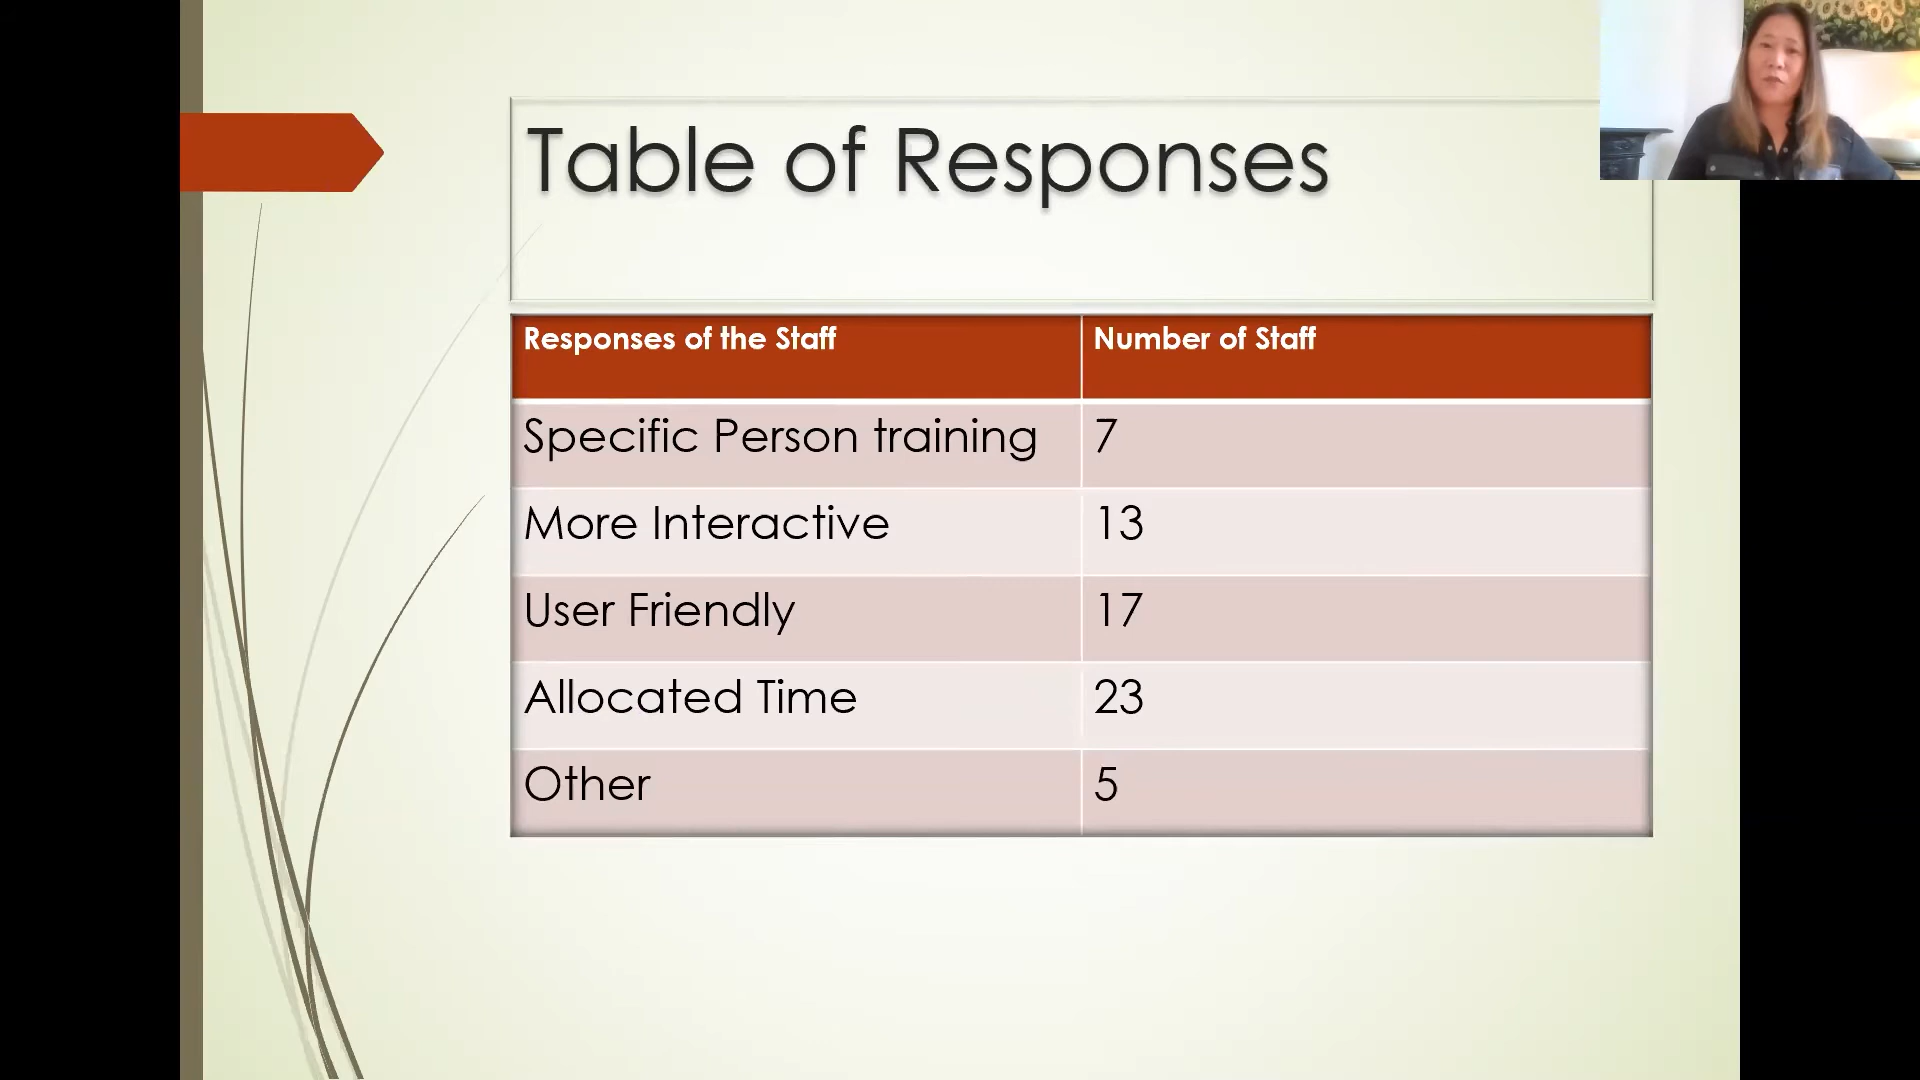 Table of Responses
Responses of the Staff Number of Staff
Specific Person training 7
More Interactive 13
User Friendly 17
Allocated Time 23
Other 5